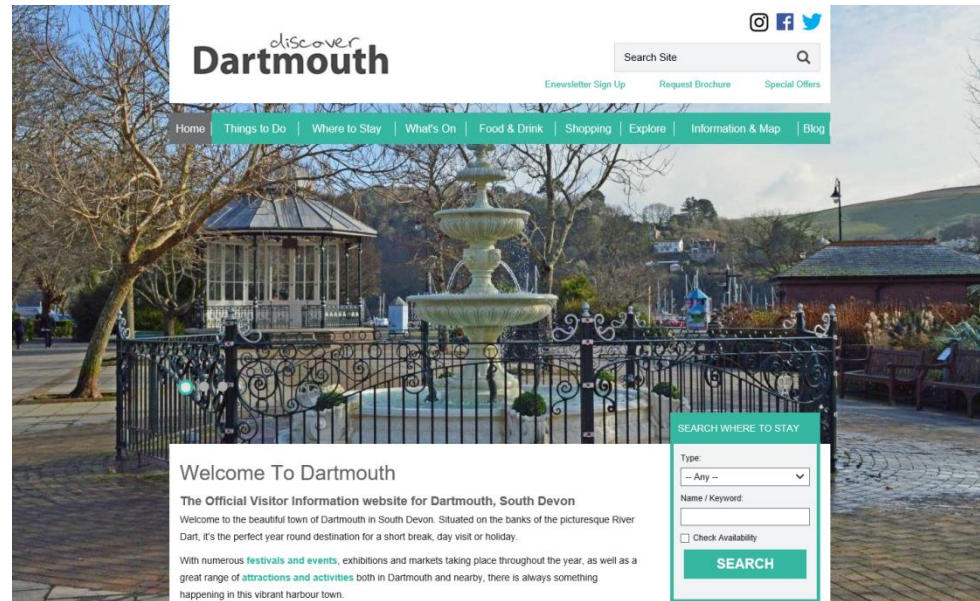 discover
Dartmouth
Search Site
Enewsletter Sign Up Request Brochure Special Offers
Home Things to Do Where to Stay What's On Food & Drink Shopping Explore Information & Map Blog
SEARCH WHERE TO STAY
Type:
-- Any --
Name / Keyword:
Check Availability
SEARCH
Welcome To Dartmouth
The Official Visitor Information website for Dartmouth, South Devon
Welcome to the beautiful town of Dartmouth in South Devon. Situated on the banks of the picturesque River
Dart, it's the perfect year round destination for a short break, day visit or holiday.
With numerous festivals and events, exhibitions and markets taking place throughout the year, as well as a
great range of attractions and activities both in Dartmouth and nearby, there is always something
happening in this vibrant harbour town.